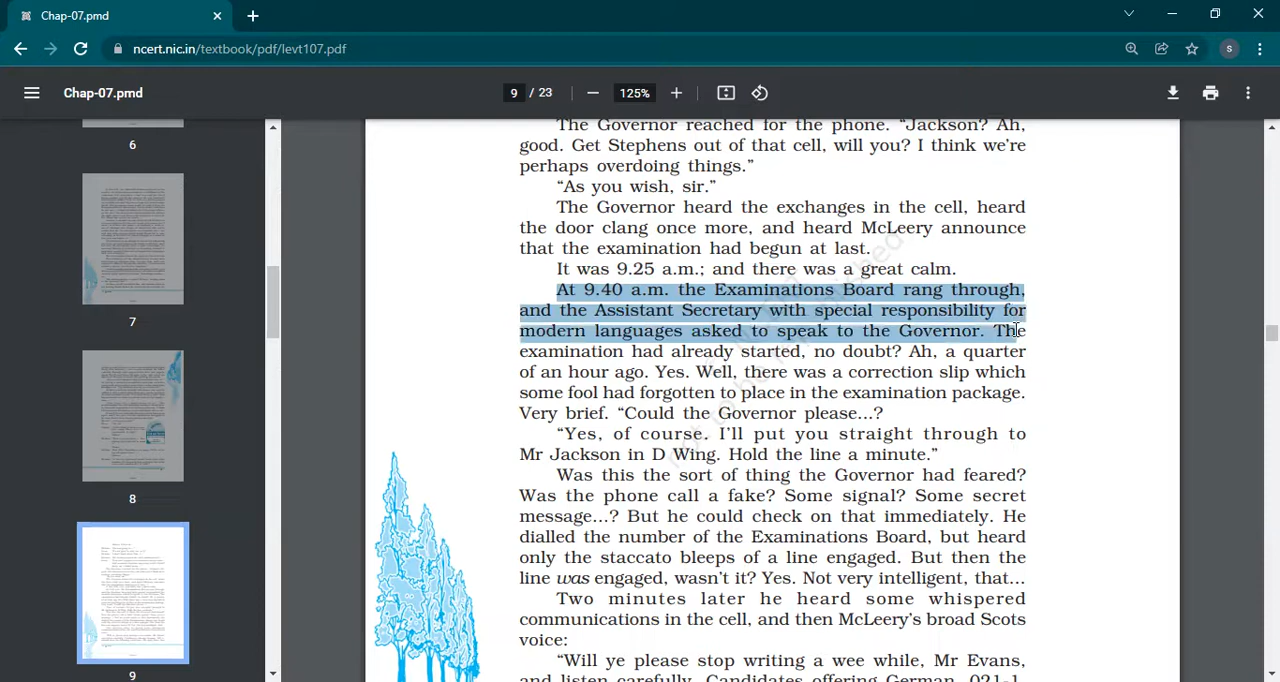 Chap-07.pmd
ncert.nic.in/textbook/pdf/levt107.pdf
S
Chap-07.pmd
9 / 23
125%
6
7
8
9
The Governor reached for the phone. “Jackson? Ah,
good. Get Stephens out of that cell, will you? I think we’re
perhaps overdoing things.”
“As you wish, sir.”
The Governor heard the exchanges in the cell, heard
the door clang once more, and heard McLeery announce
that the examination had begun at last.
It was 9.25 a.m.; and there was a great calm.
At 9.40 a.m. the Examinations Board rang through,
and the Assistant Secretary with special responsibility for
modern languages asked to speak to the Governor. The
examination had already started, no doubt? Ah, a quarter
of an hour ago. Yes. Well, there was a correction slip which
some fool had forgotten to place in the examination package.
Very brief. “Could the Governor please...?
“Yes, of course. I’ll put you straight through to
Mr Jackson in D Wing. Hold the line a minute.”
Was this the sort of thing the Governor had feared?
Was the phone call a fake? Some signal? Some secret
message...? But he could check on that immediately. He
dialled the number of the Examinations Board, but heard
only the staccato bleeps of a line engaged. But then the
line was engaged, wasn’t it? Yes. Not very intelligent, that...
Two minutes later he heard some whispered
communications in the cell, and then McLeery’s broad Scots
voice:
“Will ye please stop writing a wee while, Mr Evans,
and listen carefully. Candidates offering German, 021-1,